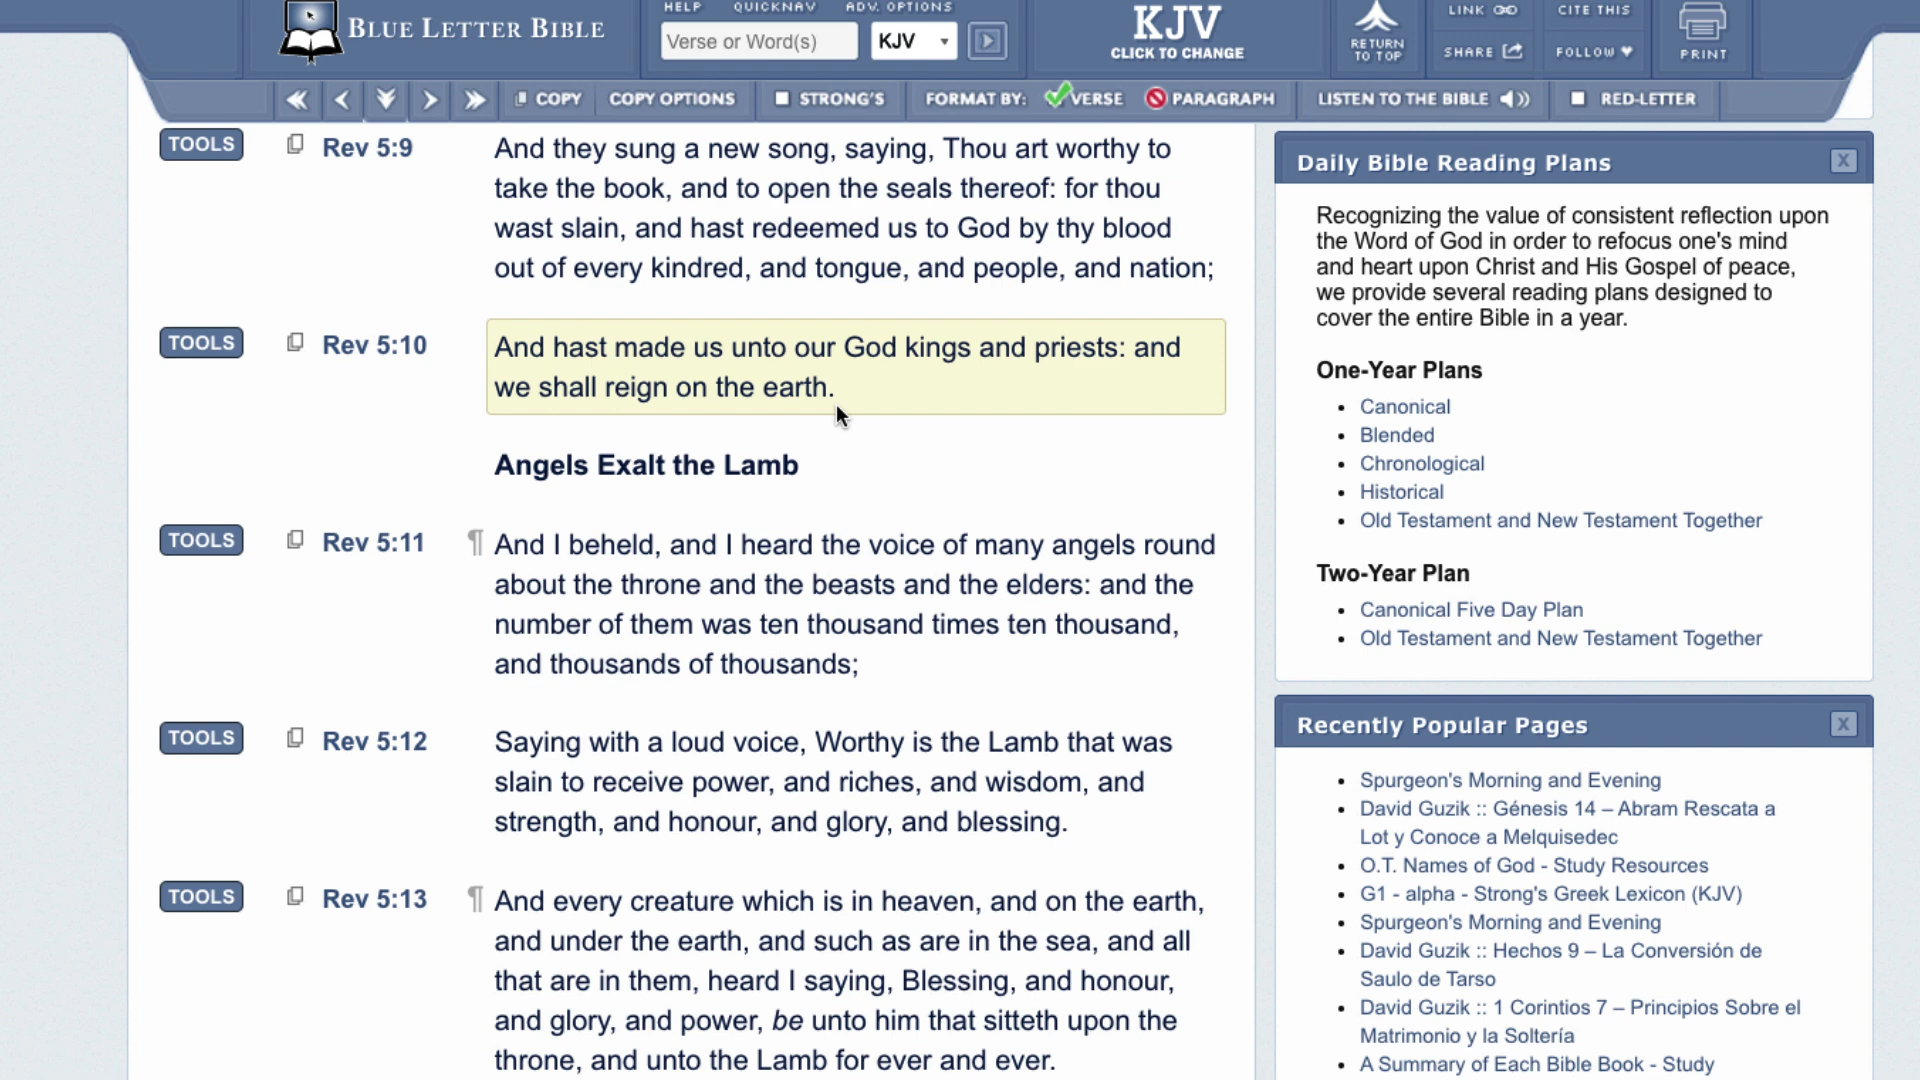 BLUE LETTER BIBLE
HELP QUICKNAV ADV. OPTIONS
Verse or Word(s) KJV
KJV
CLICK TO CHANGE
RETURN
TO TOP
LINK CITE THIS
SHARE FOLLOW
PRINT
COPY COPY OPTIONS STRONG'S FORMAT BY: VERSE PARAGRAPH LISTEN TO THE BIBLE RED-LETTER
TOOLS Rev 5:9 And they sung a new song, saying, Thou art worthy to
take the book, and to open the seals thereof: for thou
wast slain, and hast redeemed us to God by thy blood
out of every kindred, and tongue, and people, and nation;
TOOLS Rev 5:10 And hast made us unto our God kings and priests: and
we shall reign on the earth.
Angels Exalt the Lamb
TOOLS Rev 5:11 ¶ And I beheld, and I heard the voice of many angels round
about the throne and the beasts and the elders: and the
number of them was ten thousand times ten thousand,
and thousands of thousands;
TOOLS Rev 5:12 Saying with a loud voice, Worthy is the Lamb that was
slain to receive power, and riches, and wisdom, and
strength, and honour, and glory, and blessing.
TOOLS Rev 5:13 ¶ And every creature which is in heaven, and on the earth,
and under the earth, and such as are in the sea, and all
that are in them, heard I saying, Blessing, and honour,
and glory, and power, be unto him that sitteth upon the
throne, and unto the Lamb for ever and ever.
Daily Bible Reading Plans X
Recognizing the value of consistent reflection upon
the Word of God in order to refocus one's mind
and heart upon Christ and His Gospel of peace,
we provide several reading plans designed to
cover the entire Bible in a year.
One-Year Plans
• Canonical
• Blended
• Chronological
• Historical
• Old Testament and New Testament Together
Two-Year Plan
• Canonical Five Day Plan
• Old Testament and New Testament Together
Recently Popular Pages X
• Spurgeon's Morning and Evening
• David Guzik :: Génesis 14 – Abram Rescata a
Lot y Conoce a Melquisedec
• O.T. Names of God - Study Resources
• G1 - alpha - Strong's Greek Lexicon (KJV)
• Spurgeon's Morning and Evening
• David Guzik :: Hechos 9 – La Conversión de
Saulo de Tarso
• David Guzik :: 1 Corintios 7 – Principios Sobre el
Matrimonio y la Soltería
• A Summary of Each Bible Book - Study